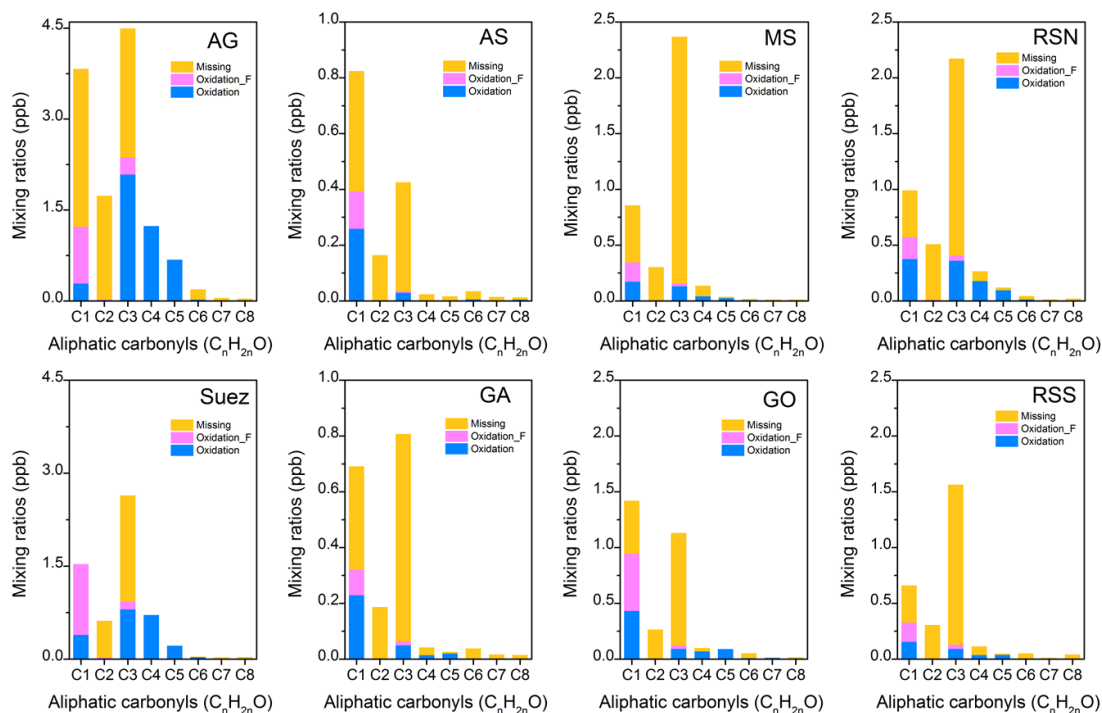 AG
Missing
Oxidation_F
Oxidation
Mixing ratios (ppb)
4.5
3.0
1.5
0.0
C1 C2 C3 C4 C5 C6 C7 C8
Aliphatic carbonyls (CnH2nO)
AS
Missing
Oxidation_F
Oxidation
Mixing ratios (ppb)
1.0
0.8
0.6
0.4
0.2
0.0
C1 C2 C3 C4 C5 C6 C7 C8
Aliphatic carbonyls (CnH2nO)
MS
Missing
Oxidation_F
Oxidation
Mixing ratios (ppb)
2.5
2.0
1.5
1.0
0.5
0.0
C1 C2 C3 C4 C5 C6 C7 C8
Aliphatic carbonyls (CnH2nO)
RSN
Missing
Oxidation_F
Oxidation
Mixing ratios (ppb)
2.5
2.0
1.5
1.0
0.5
0.0
C1 C2 C3 C4 C5 C6 C7 C8
Aliphatic carbonyls (CnH2nO)
Suez
Missing
Oxidation_F
Oxidation
Mixing ratios (ppb)
4.5
3.0
1.5
0.0
C1 C2 C3 C4 C5 C6 C7 C8
Aliphatic carbonyls (CnH2nO)
GA
Missing
Oxidation_F
Oxidation
Mixing ratios (ppb)
1.0
0.8
0.6
0.4
0.2
0.0
C1 C2 C3 C4 C5 C6 C7 C8
Aliphatic carbonyls (CnH2nO)
GO
Missing
Oxidation_F
Oxidation
Mixing ratios (ppb)
2.5
2.0
1.5
1.0
0.5
0.0
C1 C2 C3 C4 C5 C6 C7 C8
Aliphatic carbonyls (CnH2nO)
RSS
Missing
Oxidation_F
Oxidation
Mixing ratios (ppb)
2.5
2.0
1.5
1.0
0.5
0.0
C1 C2 C3 C4 C5 C6 C7 C8
Aliphatic carbonyls (CnH2nO)